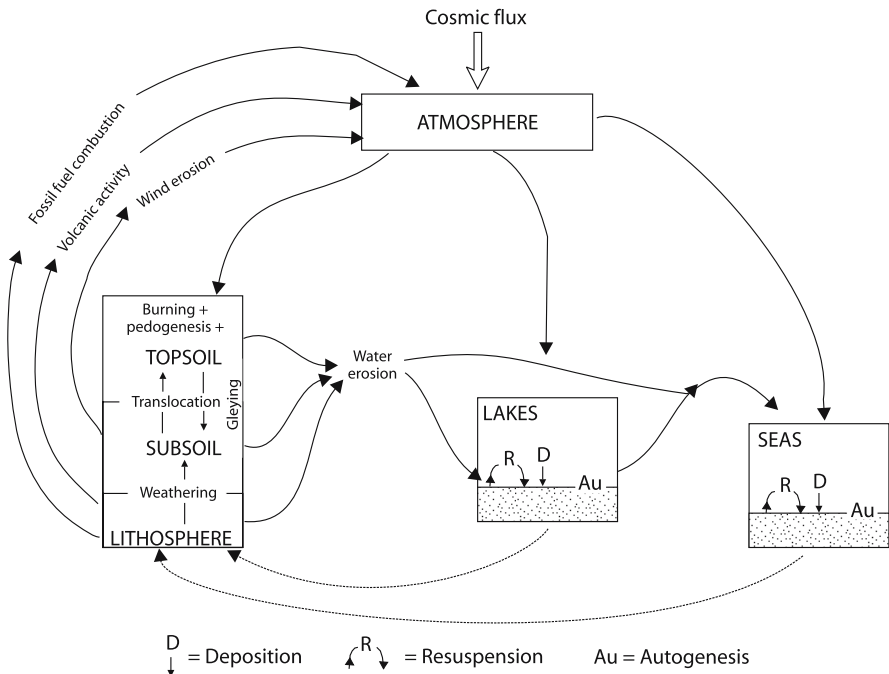 Cosmic flux
ATMOSPHERE
Fossil fuel combustion
Volcanic activity
Wind erosion
Burning +
pedogenesis +
TOPSOIL
Translocation
Gleying
SUBSOIL
Weathering
LITHOSPHERE
Water
erosion
LAKES
R
D
Au
SEAS
R
D
Au
D = Deposition
R = Resuspension
Au = Autogenesis